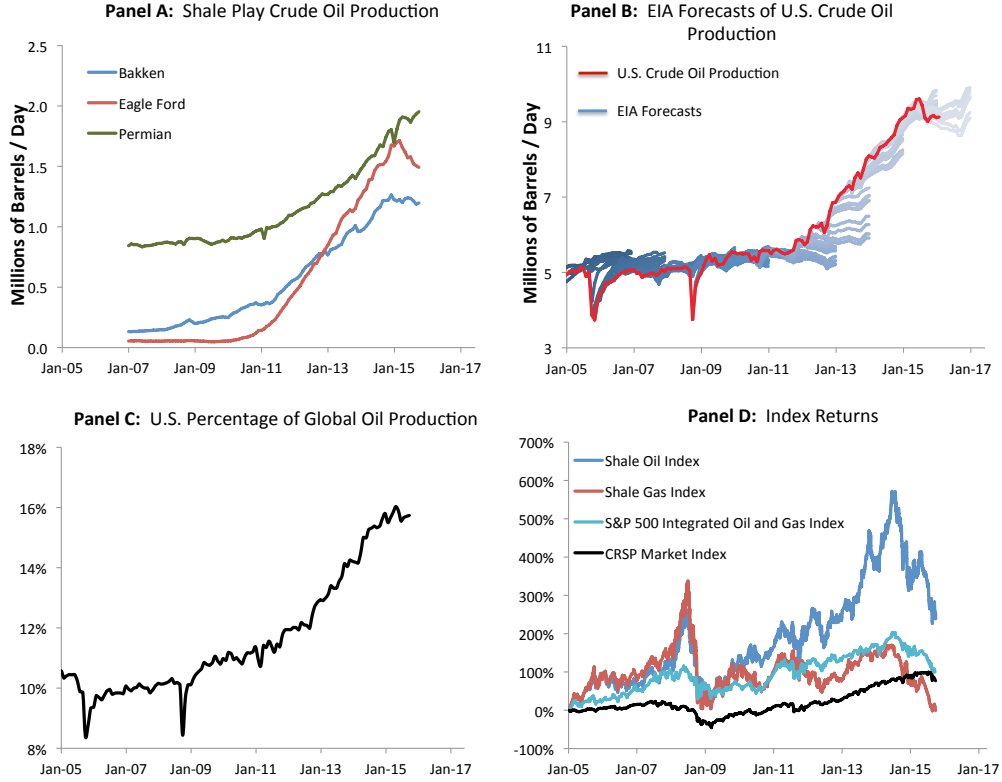 Panel A: Shale Play Crude Oil Production
Millions of Barrels / Day
2.5
2.0
1.5
1.0
0.5
0.0
Bakken
Eagle Ford
Permian
Jan-05 Jan-07 Jan-09 Jan-11 Jan-13 Jan-15 Jan-17
Panel B: EIA Forecasts of U.S. Crude Oil
Production
Millions of Barrels / Day
11
9
7
5
3
U.S. Crude Oil Production
EIA Forecasts
Jan-05 Jan-07 Jan-09 Jan-11 Jan-13 Jan-15 Jan-17
Panel C: U.S. Percentage of Global Oil Production
18%
16%
14%
12%
10%
8%
Jan-05 Jan-07 Jan-09 Jan-11 Jan-13 Jan-15 Jan-17
Panel D: Index Returns
700%
600%
500%
400%
300%
200%
100%
0%
-100%
Shale Oil Index
Shale Gas Index
S&P 500 Integrated Oil and Gas Index
CRSP Market Index
Jan-05 Jan-07 Jan-09 Jan-11 Jan-13 Jan-15 Jan-17